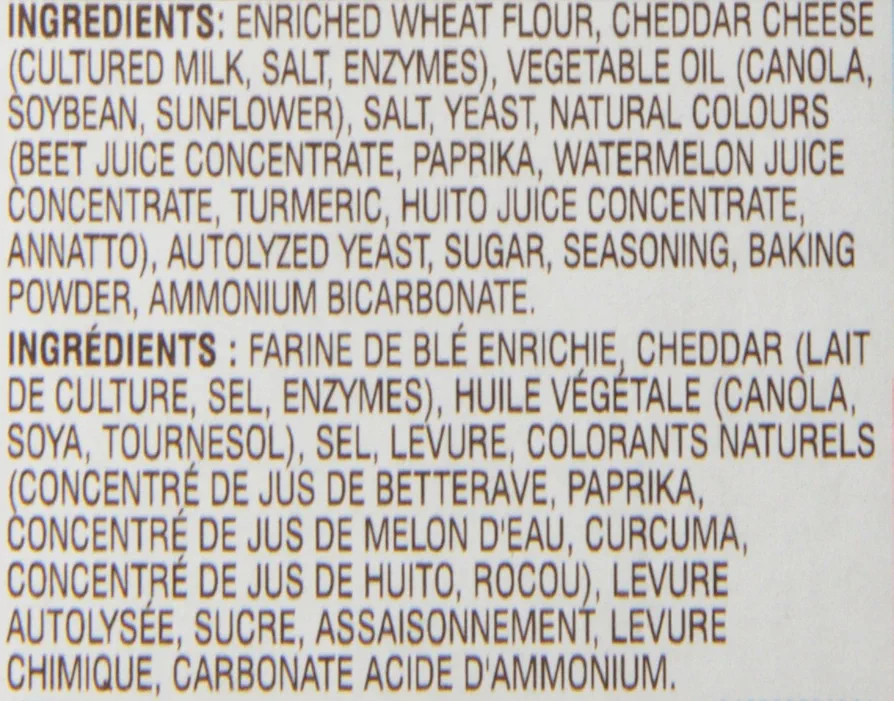 INGREDIENTS: ENRICHED WHEAT FLOUR, CHEDDAR CHEESE
(CULTURED MILK, SALT, ENZYMES), VEGETABLE OIL (CANOLA,
SOYBEAN, SUNFLOWER), SALT, YEAST, NATURAL COLOURS
(BEET JUICE CONCENTRATE, PAPRIKA, WATERMELON JUICE
CONCENTRATE, TURMERIC, HUITO JUICE CONCENTRATE,
ANNATTO), AUTOLYZED YEAST, SUGAR, SEASONING, BAKING
POWDER, AMMONIUM BICARBONATE.
INGRÉDIENTS : FARINE DE BLÉ ENRICHIE, CHEDDAR (LAIT
DE CULTURE, SEL, ENZYMES), HUILE VÉGÉTALE (CANOLA,
SOYA, TOURNESOL), SEL, LEVURE, COLORANTS NATURELS
(CONCENTRÉ DE JUS DE BETTERAVE, PAPRIKA,
CONCENTRÉ DE JUS DE MELON D'EAU, CURCUMA,
CONCENTRÉ DE JUS DE HUITO, ROCOU), LEVURE
AUTOLYSÉE, SUCRE, ASSAISONNEMENT, LEVURE
CHIMIQUE, CARBONATE ACIDE D'AMMONIUM.